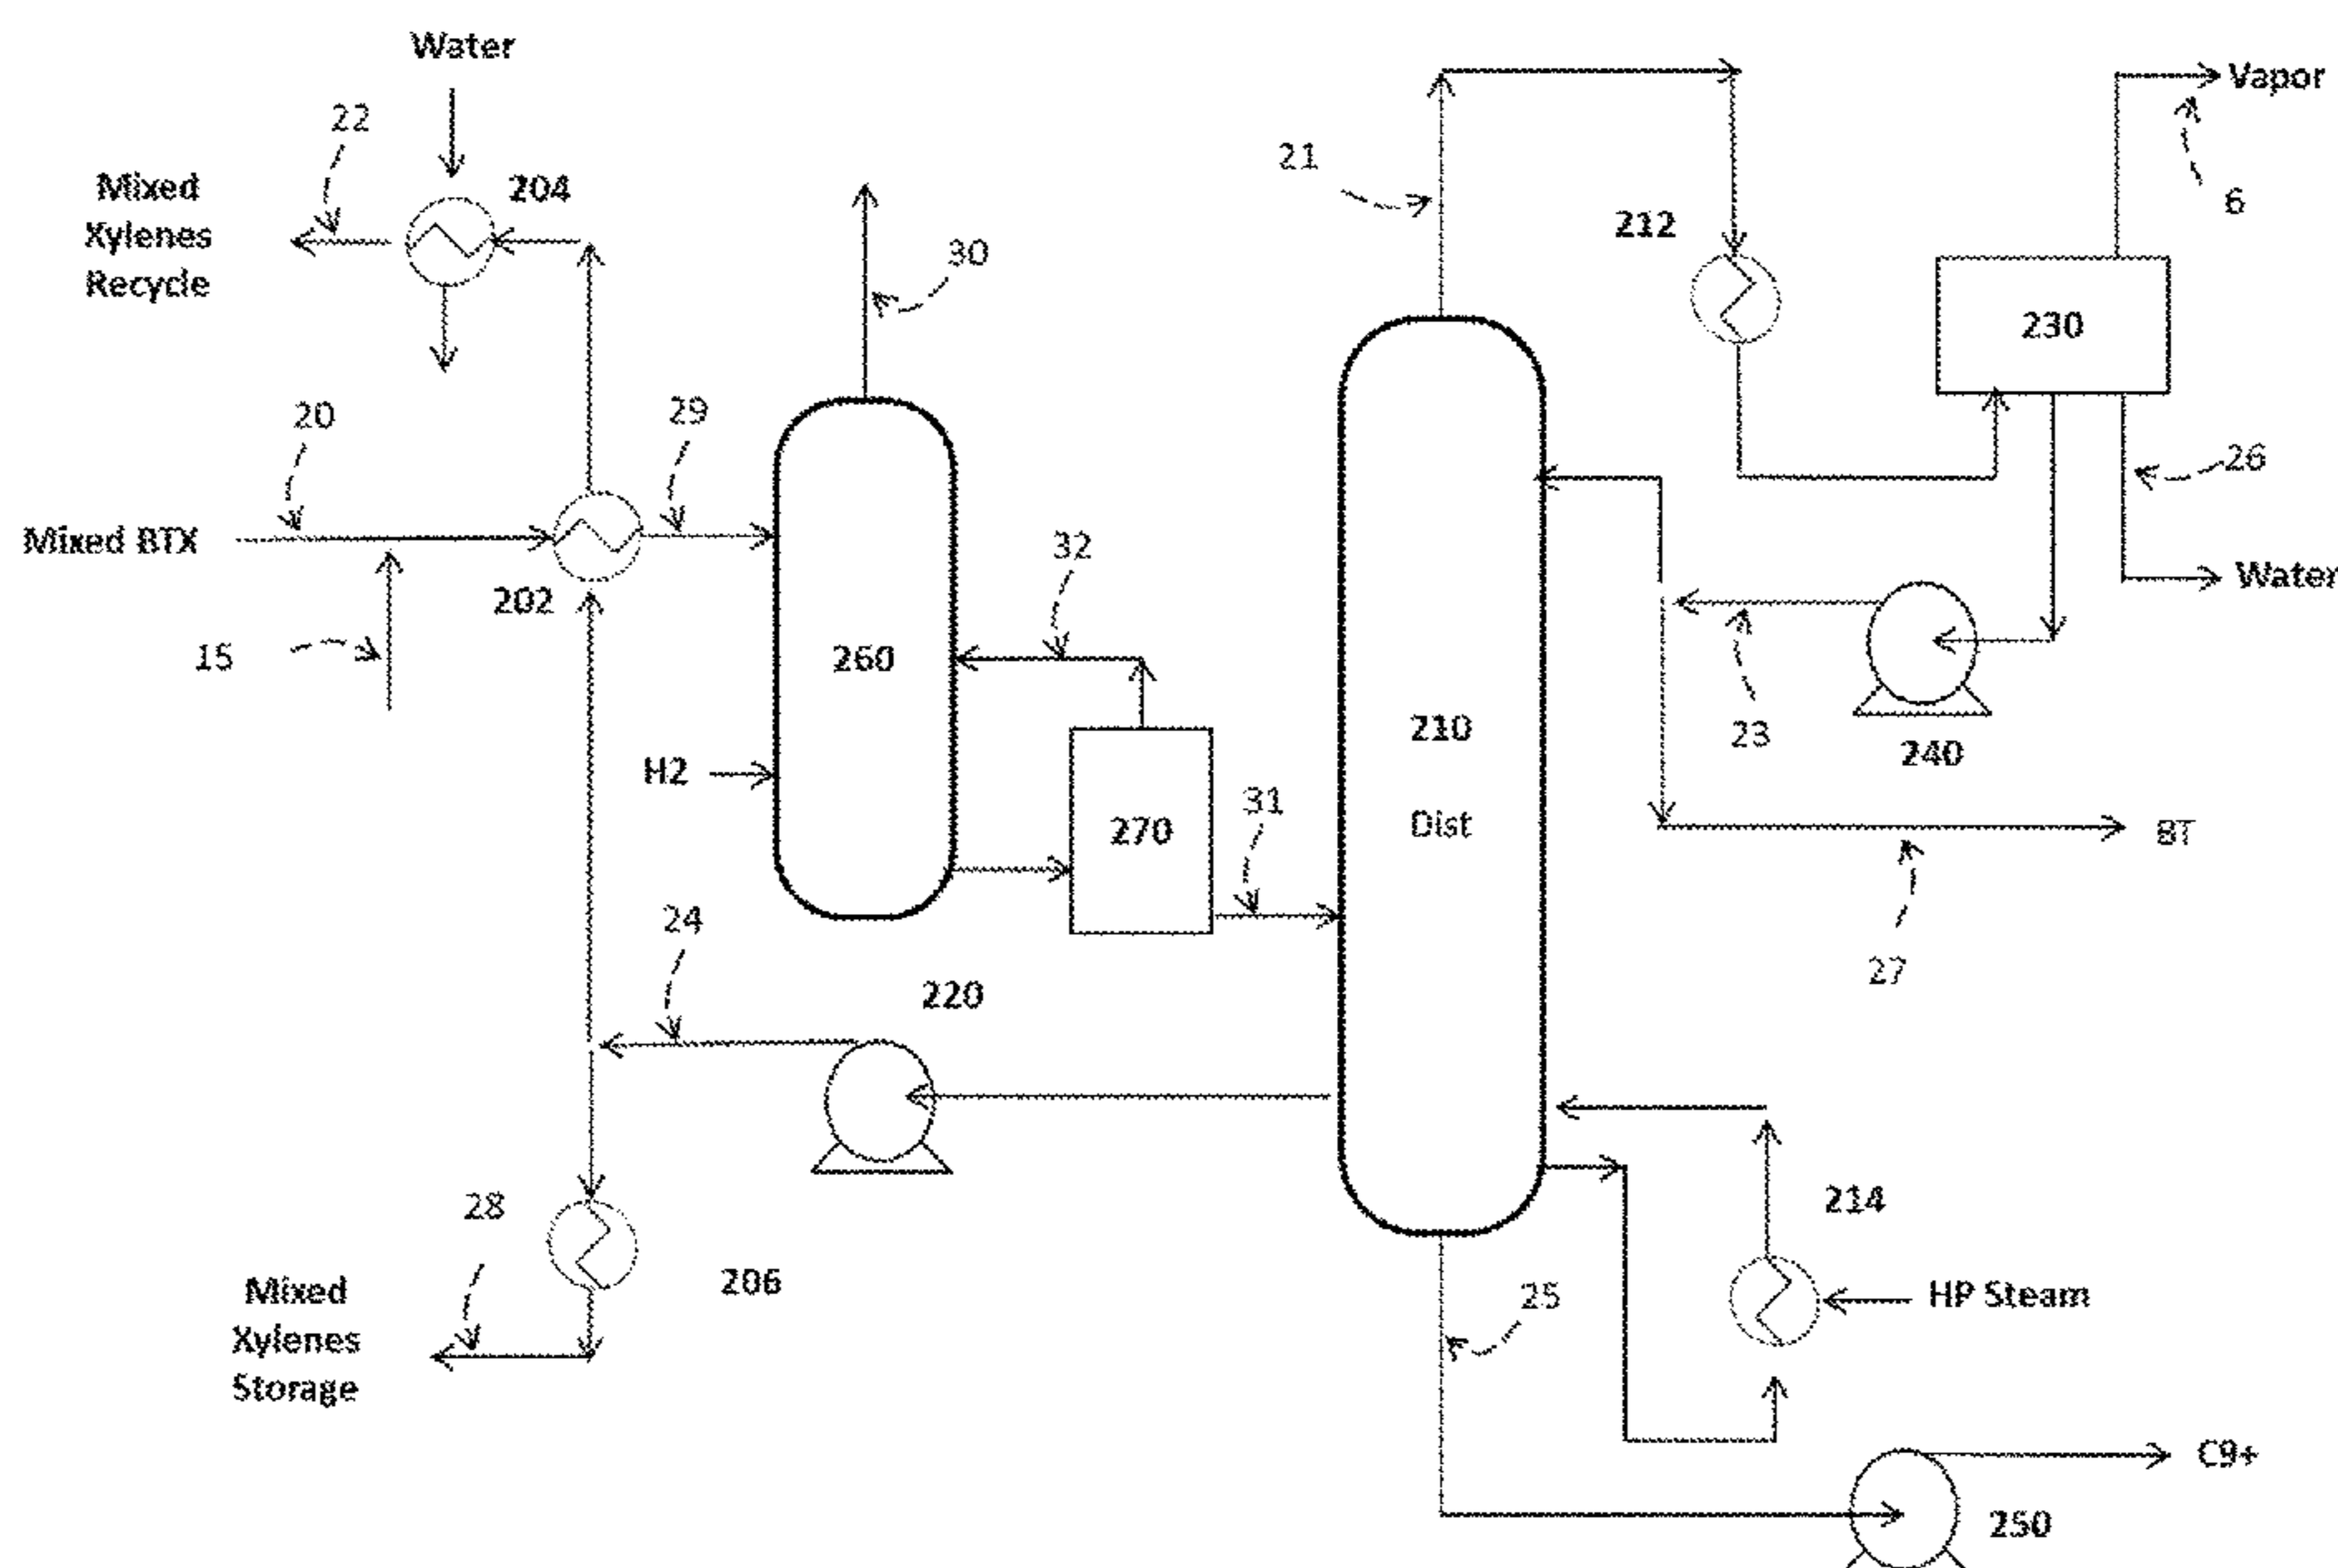 Water
22
Mixed
Xylenes
Recycle
204
30
21
212
Vapor
6
230
20
29
26
Mixed BTX
202
32
Water
15
260
23
240
H2
210
Dist
270
31
BT
27
24
220
28
206
Mixed
Xylenes
Storage
25
214
HP Steam
C9+
250